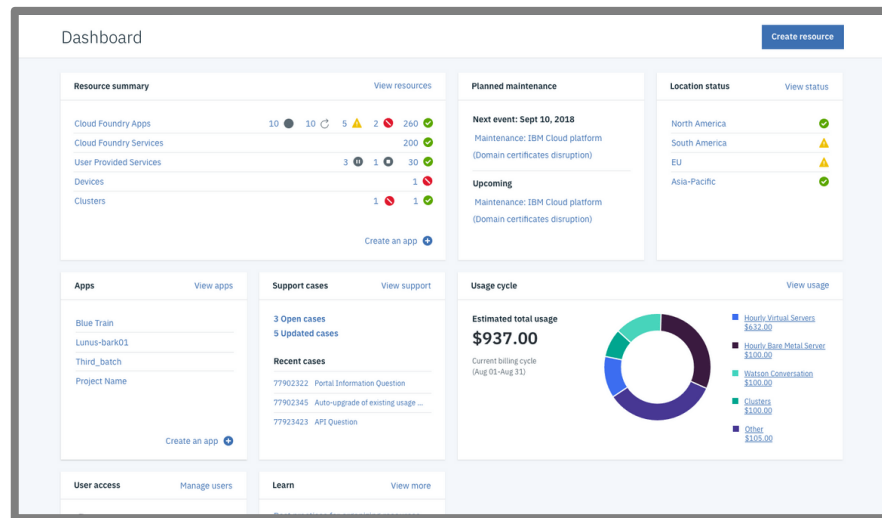 Dashboard
Create resource
Resource summary
View resources
Cloud Foundry Apps 10 10 5 2 260
Cloud Foundry Services 200
User Provided Services 3 1 30
Devices 1
Clusters 1 1
Create an app
Planned maintenance
Next event: Sept 10, 2018
Maintenance: IBM Cloud platform
(Domain certificates disruption)
Upcoming
Maintenance: IBM Cloud platform
(Domain certificates disruption)
Location status
View status
North America
South America
EU
Asia-Pacific
Apps
View apps
Blue Train
Lunus-bark01
Third_batch
Project Name
Create an app
Support cases
View support
3 Open cases
5 Updated cases
Recent cases
77902322 Portal Information Question
77902345 Auto-upgrade of existing usage ...
77923423 API Question
Usage cycle
View usage
Estimated total usage
$937.00
Current billing cycle
(Aug 01-Aug 31)
Hourly Virtual Servers
$632.00
Hourly Bare Metal Server
$100.00
Watson Conversation
$100.00
Clusters
$100.00
Other
$105.00
User access
Manage users
Learn
View more